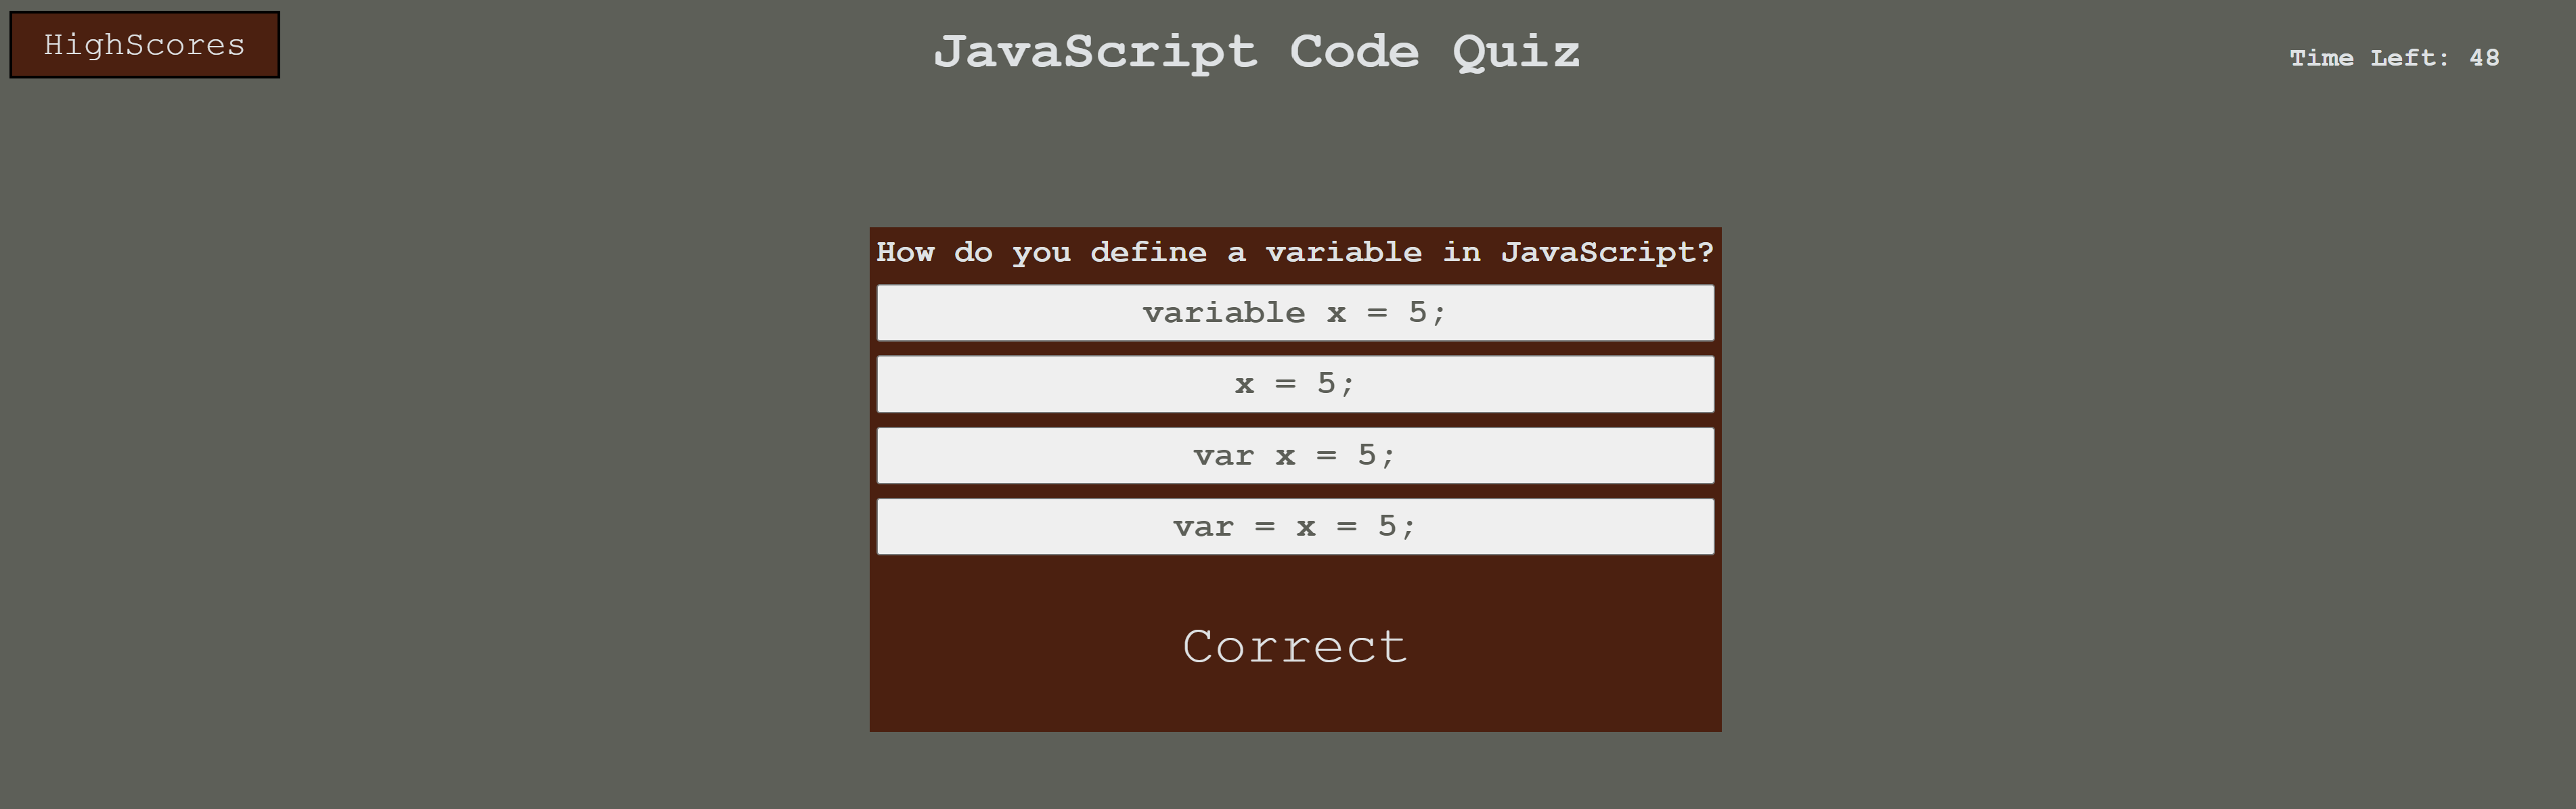 HighScores
JavaScript Code Quiz
Time Left: 48
How do you define a variable in JavaScript?
variable x = 5;
x = 5;
var x = 5;
var = x = 5;
Correct